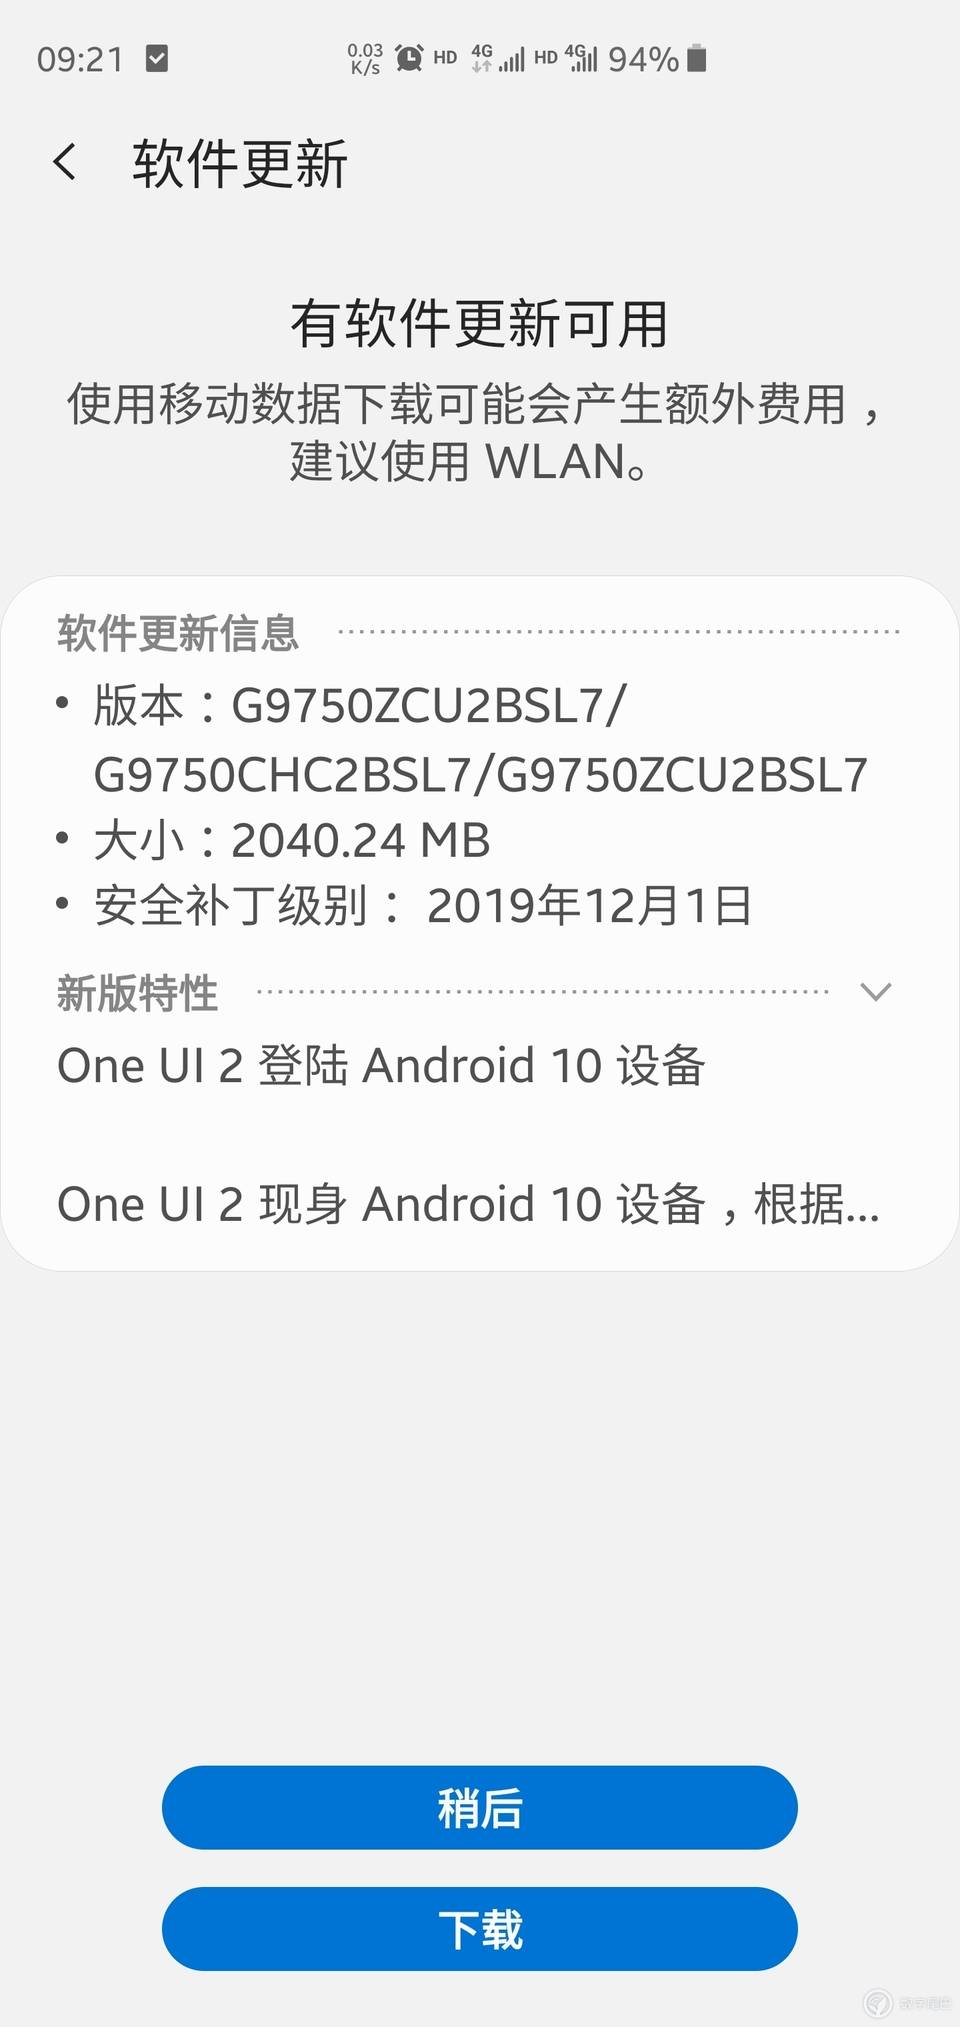 09:21 0.03 K/s HD 4G HD 4G 94%
软件更新
有软件更新可用
使用移动数据下载可能会产生额外费用，
建议使用 WLAN。
软件更新信息
• 版本：G9750ZCU2BSL7/
G9750CHC2BSL7/G9750ZCU2BSL7
• 大小：2040.24 MB
• 安全补丁级别： 2019年12月1日
新版特性
One UI 2 登陆 Android 10 设备
One UI 2 现身 Android 10 设备，根据...
稍后
下载
数字尾巴